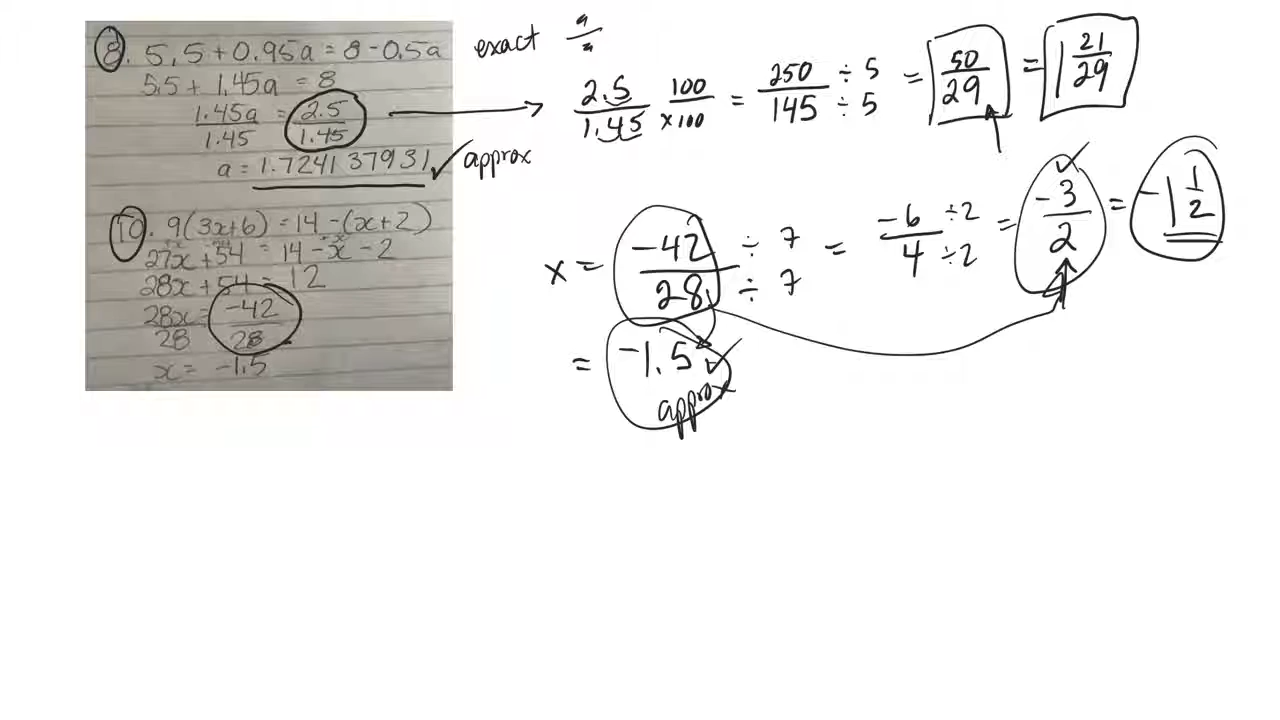 8. 5.5 + 0.95a = 8 - 0.5a
5.5 + 1.45a = 8
1.45a = 2.5
1.45 1.45
a = 1.724137931 ✓ approx
exact a/a
2.5/1.45 100/×100 = 250/145 ÷ 5/÷ 5 = 50/29 = 1 21/29
10. 9(3x+6) = 14 - (x+2)
27x + 54 = 14 - x - 2
28x + 54 = 12
28x = -42
28 28
x = -1.5
x = -42/28 ÷ 7/÷ 7 = -6/4 ÷2/÷2 = -3/2 ✓ = -1 1/2
= -1.5 ✓
approx